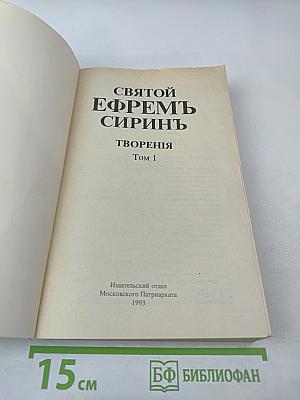 СВЯТОЙ
ЕФРЕМЪ
СИРИНЪ
ТВОРЕНІЯ
Том 1
Издательский отдел
Московского Патриархата
1993
15 см
БФ БИБЛИОФАН